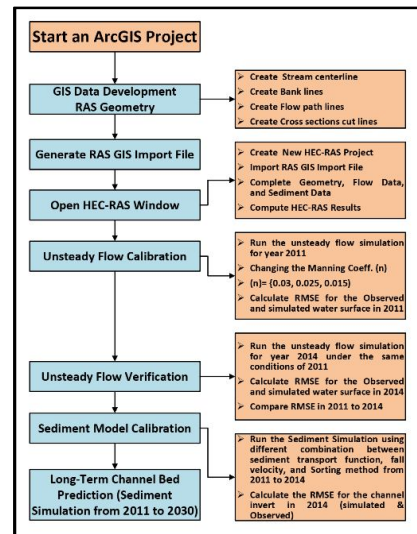 Start an ArcGIS Project
GIS Data Development
RAS Geometry
➢ Create Stream centerline
➢ Create Bank lines
➢ Create Flow path lines
➢ Create Cross sections cut lines
Generate RAS GIS Import File
Open HEC-RAS Window
➢ Create New HEC-RAS Project
➢ Import RAS GIS Import File
➢ Complete Geometry, Flow Data,
and Sediment Data
➢ Compute HEC-RAS Results
Unsteady Flow Calibration
➢ Run the unsteady flow simulation
for year 2011
➢ Changing the Manning Coeff. (n)
➢ (n)= {0.03, 0.025, 0.015}
➢ Calculate RMSE for the Observed
and simulated water surface in 2011
Unsteady Flow Verification
➢ Run the unsteady flow simulation
for year 2014 under the same
conditions of 2011
➢ Calculate RMSE for the Observed
and simulated water surface in 2014
➢ Compare RMSE in 2011 to 2014
Sediment Model Calibration
➢ Run the Sediment Simulation using
different combination between
sediment transport function, fall
velocity, and Sorting method from
2011 to 2014
➢ Calculate the RMSE for the channel
invert in 2014 (simulated &
Observed)
Long-Term Channel Bed
Prediction (Sediment
Simulation from 2011 to 2030)